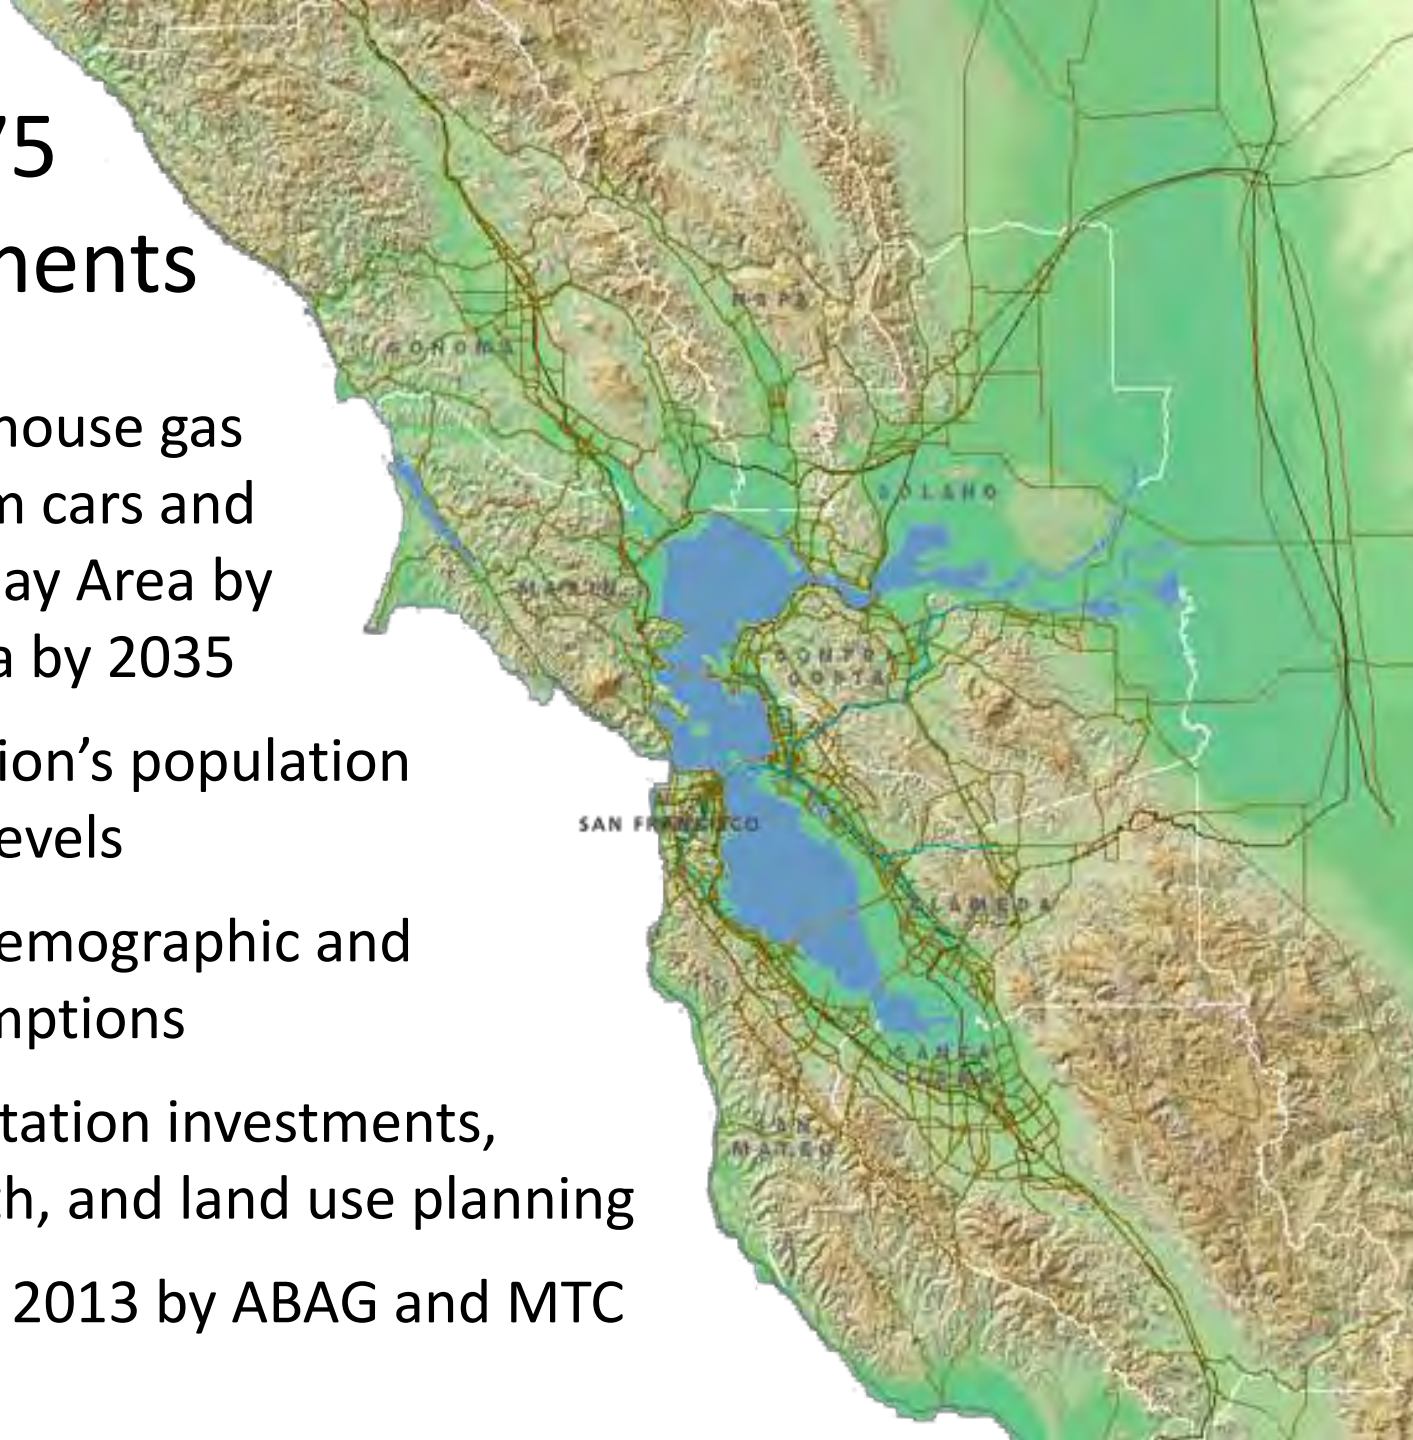 75
nents
house gas
m cars and
ay Area by
a by 2035
ion’s population
evels
emographic and
mptions
tation investments,
th, and land use planning
2013 by ABAG and MTC
NAPA
SONOMA
SOLANO
MARIN
CONTRA
COSTA
SAN FRANCISCO
ALAMEDA
SANTA
CLARA
SAN
MATEO